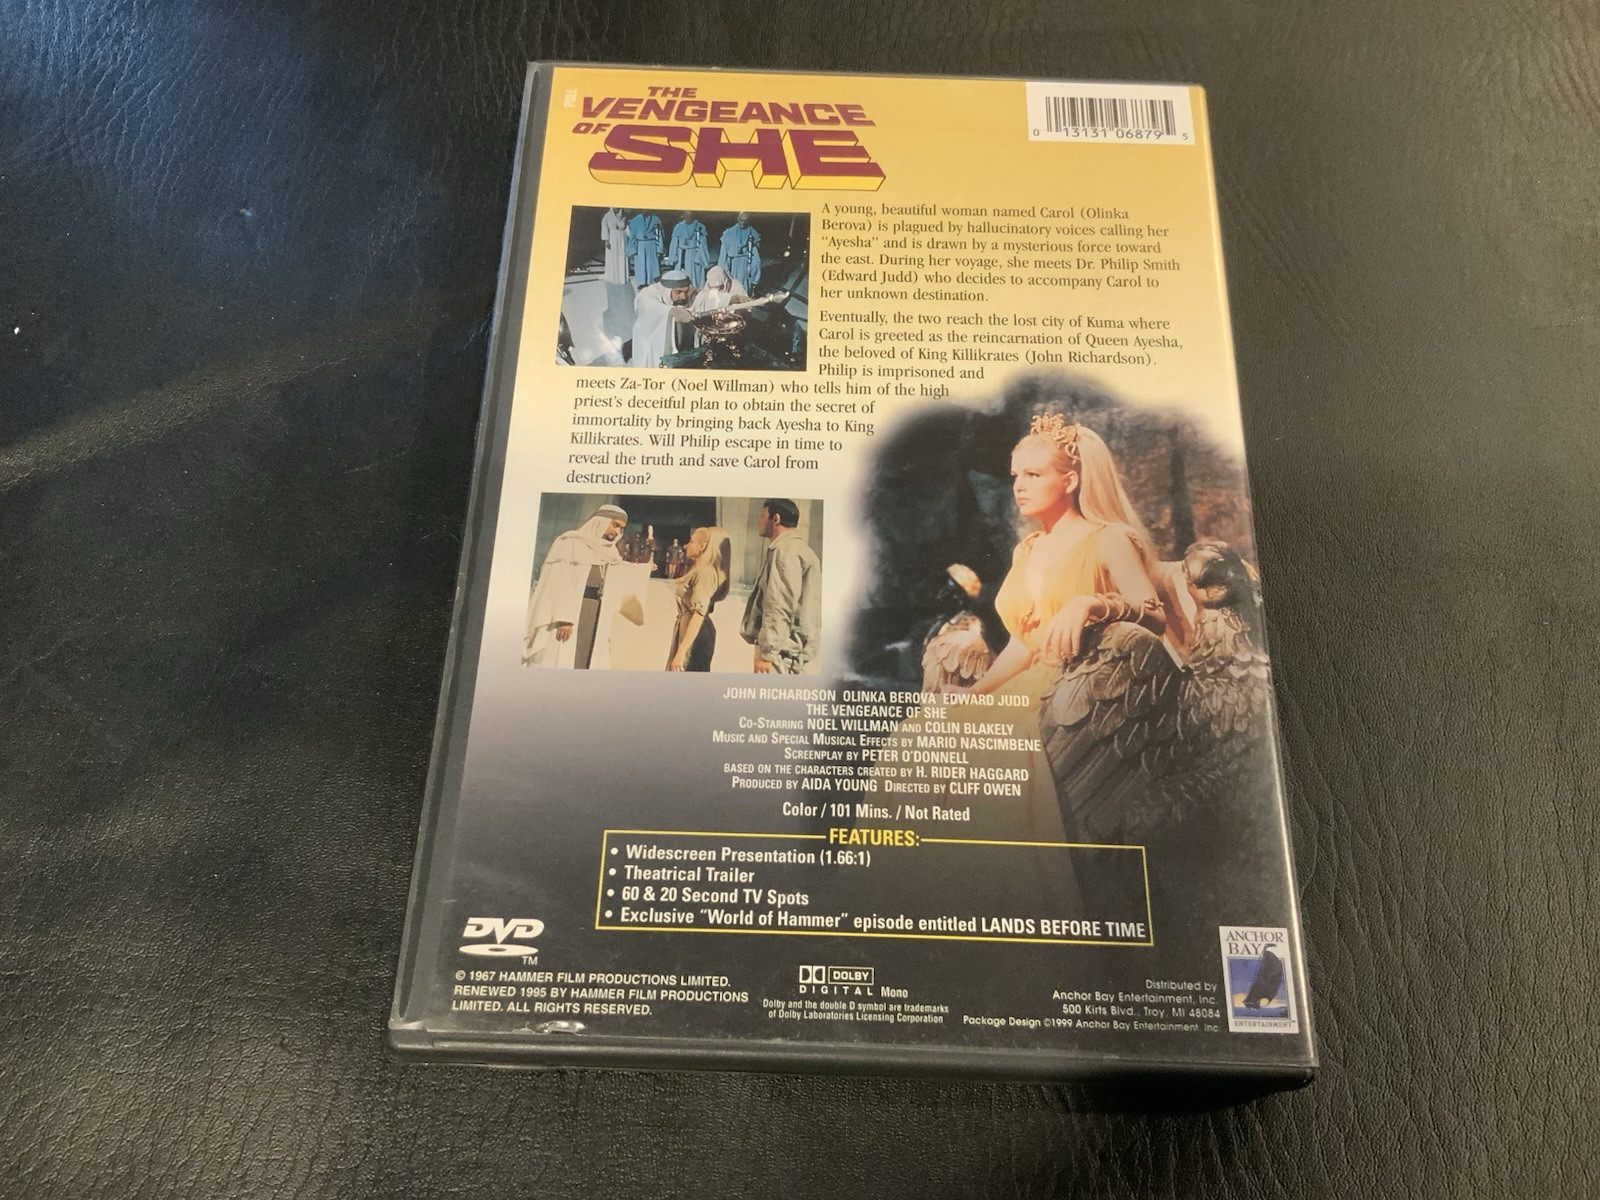 PULL
THE
VENGEANCE
OF SHE
0 13131 06879 5
A young, beautiful woman named Carol (Olinka
Berova) is plagued by hallucinatory voices calling her
"Ayesha" and is drawn by a mysterious force toward
the east. During her voyage, she meets Dr. Philip Smith
(Edward Judd) who decides to accompany Carol to
her unknown destination.
Eventually, the two reach the lost city of Kuma where
Carol is greeted as the reincarnation of Queen Ayesha,
the beloved of King Killikrates (John Richardson).
Philip is imprisoned and
meets Za-Tor (Noel Willman) who tells him of the high
priest's deceitful plan to obtain the secret of
immortality by bringing back Ayesha to King
Killikrates. Will Philip escape in time to
reveal the truth and save Carol from
destruction?
JOHN RICHARDSON OLINKA BEROVA EDWARD JUDD
THE VENGEANCE OF SHE
CO-STARRING NOEL WILLMAN AND COLIN BLAKELY
MUSIC AND SPECIAL MUSICAL EFFECTS BY MARIO NASCIMBENE
SCREENPLAY BY PETER O'DONNELL
BASED ON THE CHARACTERS CREATED BY H. RIDER HAGGARD
PRODUCED BY AIDA YOUNG DIRECTED BY CLIFF OWEN
Color / 101 Mins. / Not Rated
FEATURES:
• Widescreen Presentation (1.66:1)
• Theatrical Trailer
• 60 & 20 Second TV Spots
• Exclusive "World of Hammer" episode entitled LANDS BEFORE TIME
DVD
TM
© 1967 HAMMER FILM PRODUCTIONS LIMITED.
RENEWED 1995 BY HAMMER FILM PRODUCTIONS
LIMITED. ALL RIGHTS RESERVED.
DOLBY
DIGITAL Mono
Dolby and the double D symbol are trademarks
of Dolby Laboratories Licensing Corporation
Distributed by
Anchor Bay Entertainment, Inc.
500 Kirts Blvd., Troy, MI 48084
Package Design ©1999 Anchor Bay Entertainment, Inc.
ANCHOR
BAY
ENTERTAINMENT